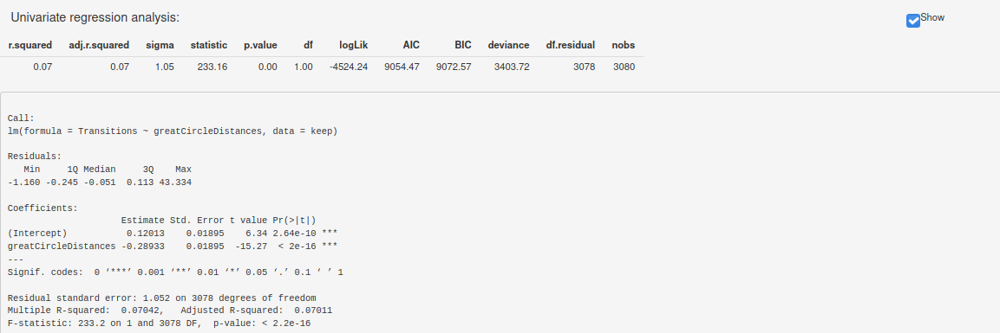 Univariate regression analysis:
Show
r.squared adj.r.squared sigma statistic p.value df logLik AIC BIC deviance df.residual nobs
0.07 0.07 1.05 233.16 0.00 1.00 -4524.24 9054.47 9072.57 3403.72 3078 3080
Call:
lm(formula = Transitions ~ greatCircleDistances, data = keep)
Residuals:
Min 1Q Median 3Q Max
-1.160 -0.245 -0.051 0.113 43.334
Coefficients:
Estimate Std. Error t value Pr(>|t|)
(Intercept) 0.12013 0.01895 6.34 2.64e-10 ***
greatCircleDistances -0.28933 0.01895 -15.27 < 2e-16 ***
---
Signif. codes: 0 ‘***’ 0.001 ‘**’ 0.01 ‘*’ 0.05 ‘.’ 0.1 ‘ ’ 1
Residual standard error: 1.052 on 3078 degrees of freedom
Multiple R-squared: 0.07042, Adjusted R-squared: 0.07011
F-statistic: 233.2 on 1 and 3078 DF, p-value: < 2.2e-16